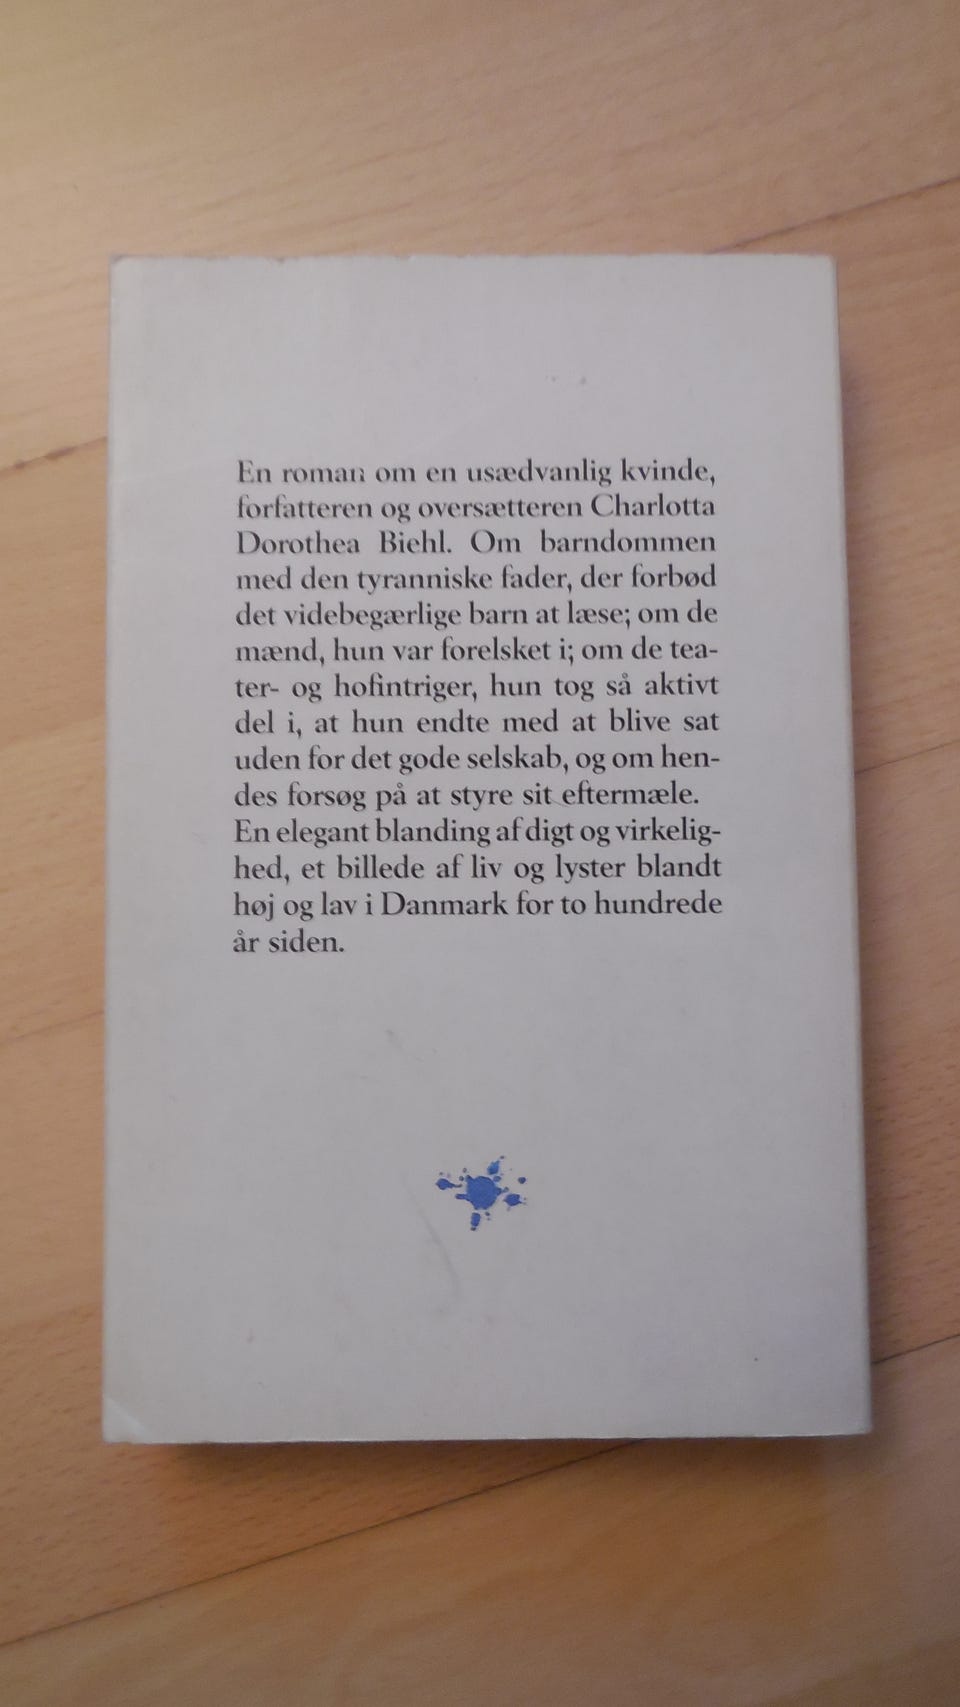 En roman om en usædvanlig kvinde,
forfatteren og oversætteren Charlotta
Dorothea Biehl. Om barndommen
med den tyranniske fader, der forbød
det videbegærlige barn at læse; om de
mænd, hun var forelsket i; om de tea-
ter- og hofintriger, hun tog så aktivt
del i, at hun endte med at blive sat
uden for det gode selskab, og om hen-
des forsøg på at styre sit eftermæle.
En elegant blanding af digt og virkelig-
hed, et billede af liv og lyster blandt
høj og lav i Danmark for to hundrede
år siden.